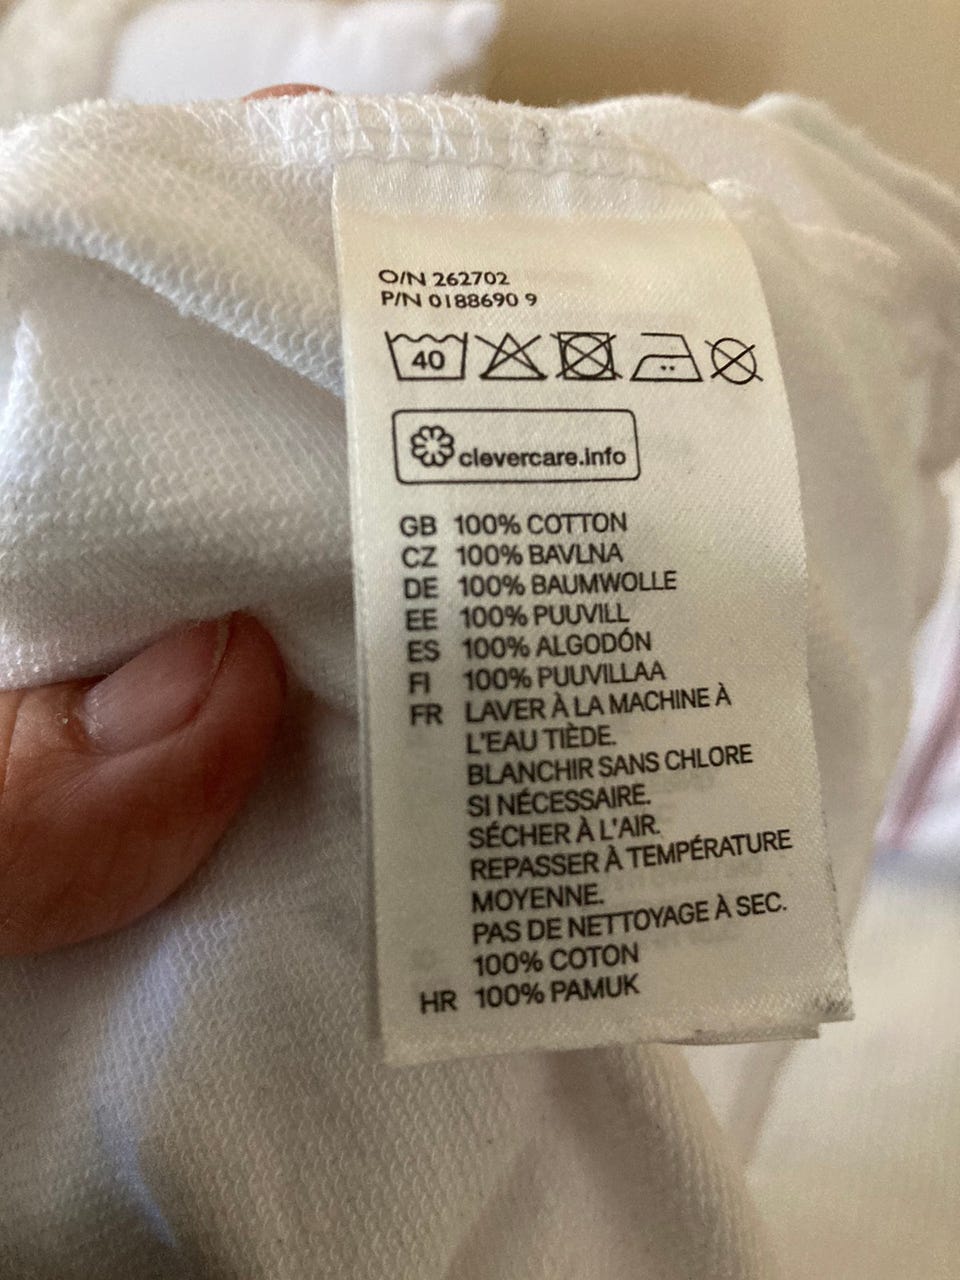 O/N 262702
P/N 0188690 9
40
clevercare.info
GB 100% COTTON
CZ 100% BAVLNA
DE 100% BAUMWOLLE
EE 100% PUUVILL
ES 100% ALGODÓN
FI 100% PUUVILLAA
FR LAVER À LA MACHINE À
L'EAU TIÈDE.
BLANCHIR SANS CHLORE
SI NÉCESSAIRE.
SÉCHER À L'AIR.
REPASSER À TEMPÉRATURE
MOYENNE.
PAS DE NETTOYAGE À SEC.
100% COTON
HR 100% PAMUK